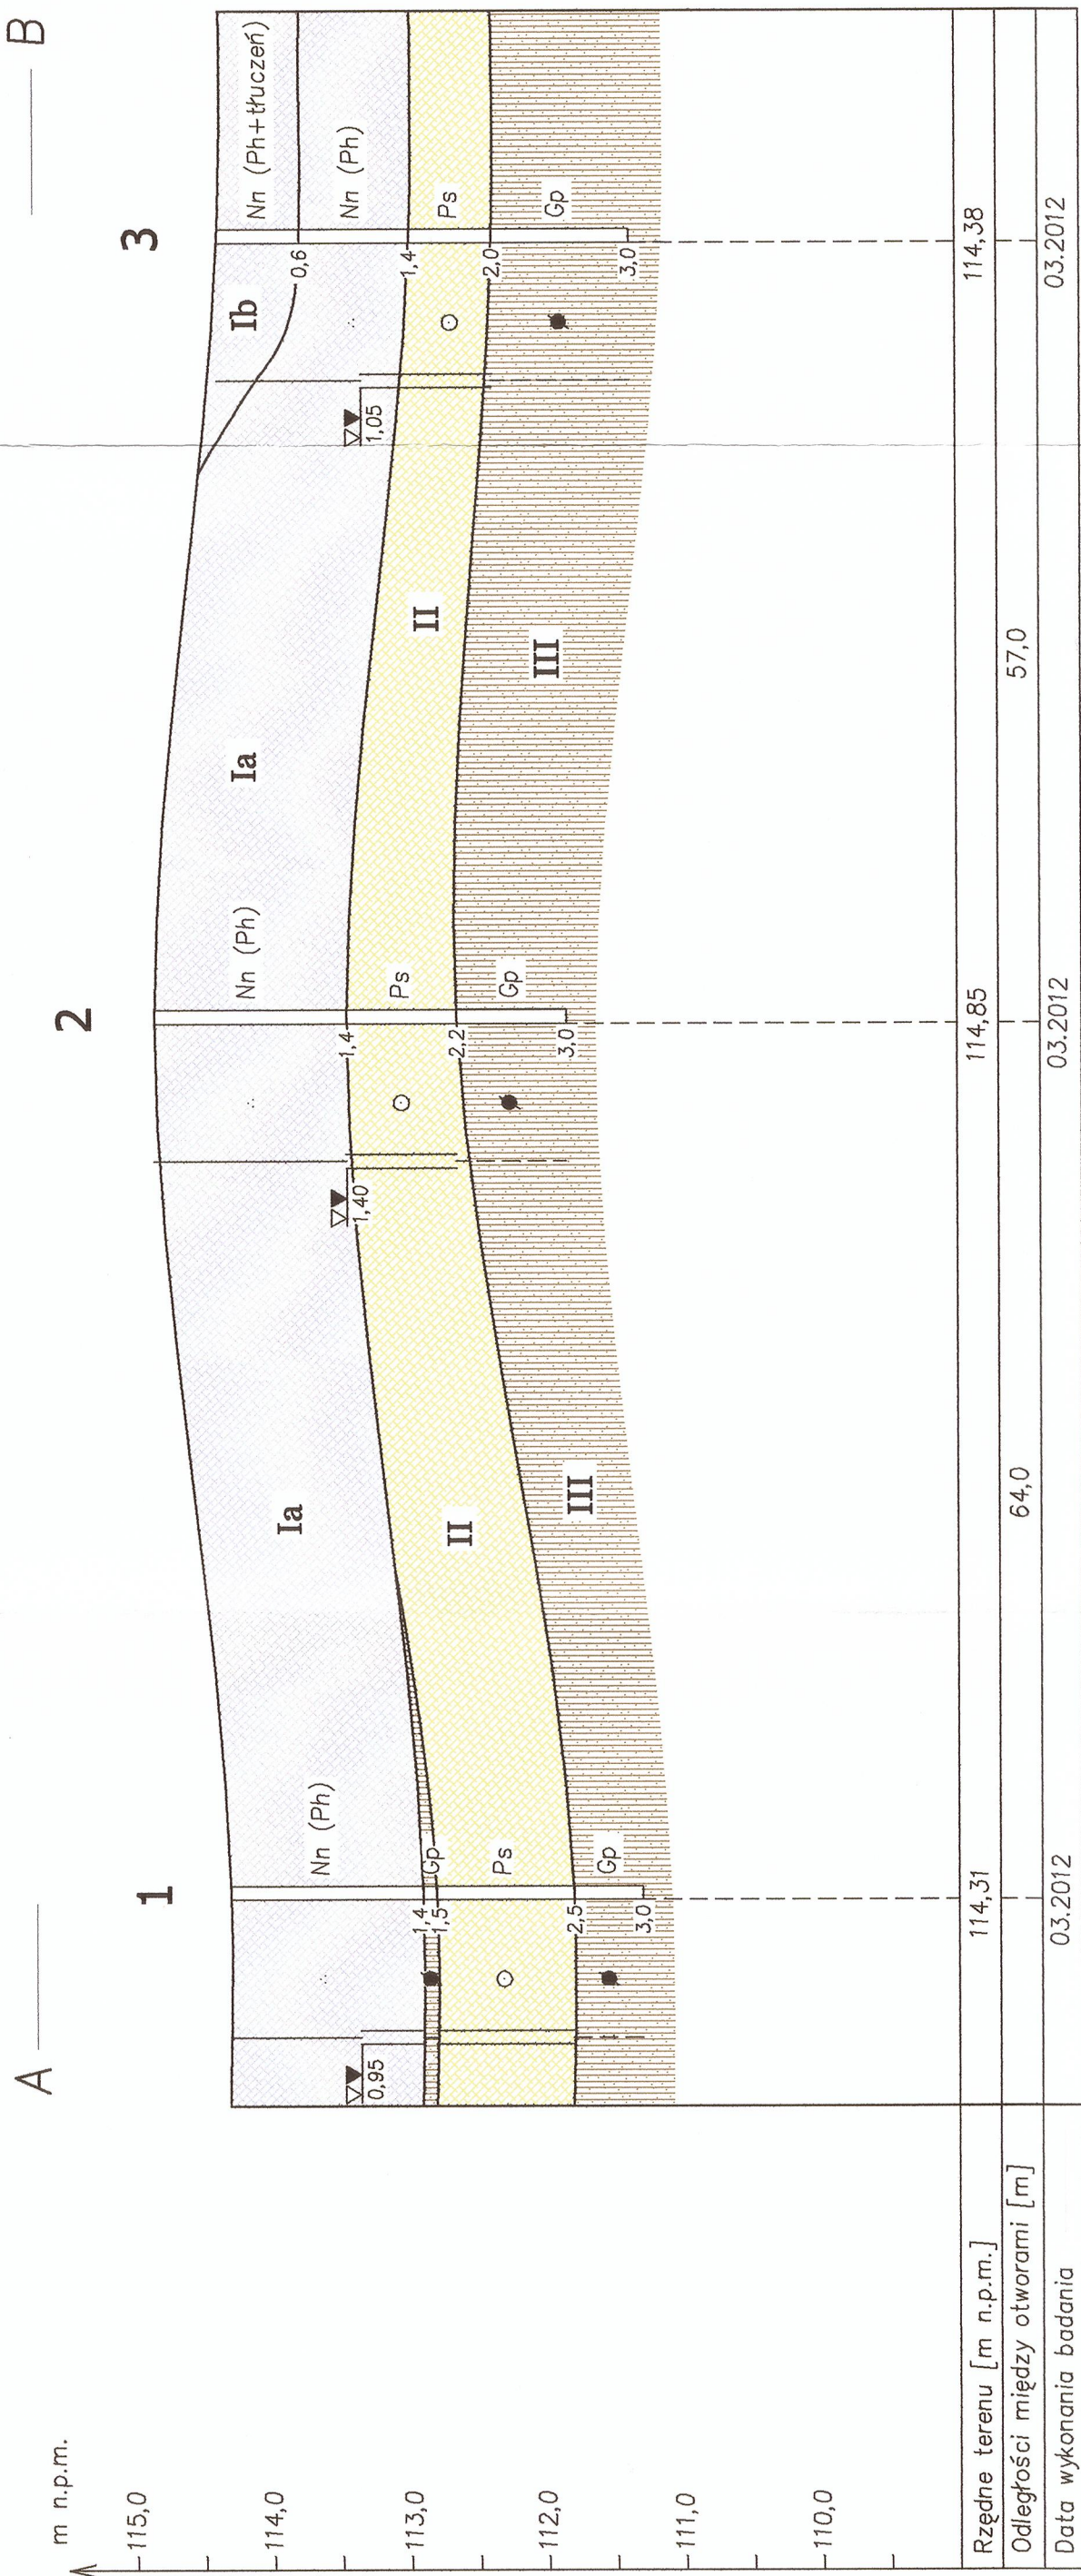 A B
1 2 3
m n.p.m.
115,0
114,0
113,0
112,0
111,0
110,0
Nn (Ph)
Ia
Gp
Ps
II
Gp
III
0,95
1,4
1,5
2,5
3,0
Nn (Ph)
Ia
Ps
II
Gp
III
1,40
1,4
2,2
3,0
Nn (Ph+tłuczeń)
Ib
Nn (Ph)
Ps
Gp
1,05
0,6
1,4
2,0
3,0
Rzędne terenu [m n.p.m.] 114,31 114,85 114,38
Odległości między otworami [m] 64,0 57,0
Data wykonania badania 03.2012 03.2012 03.2012